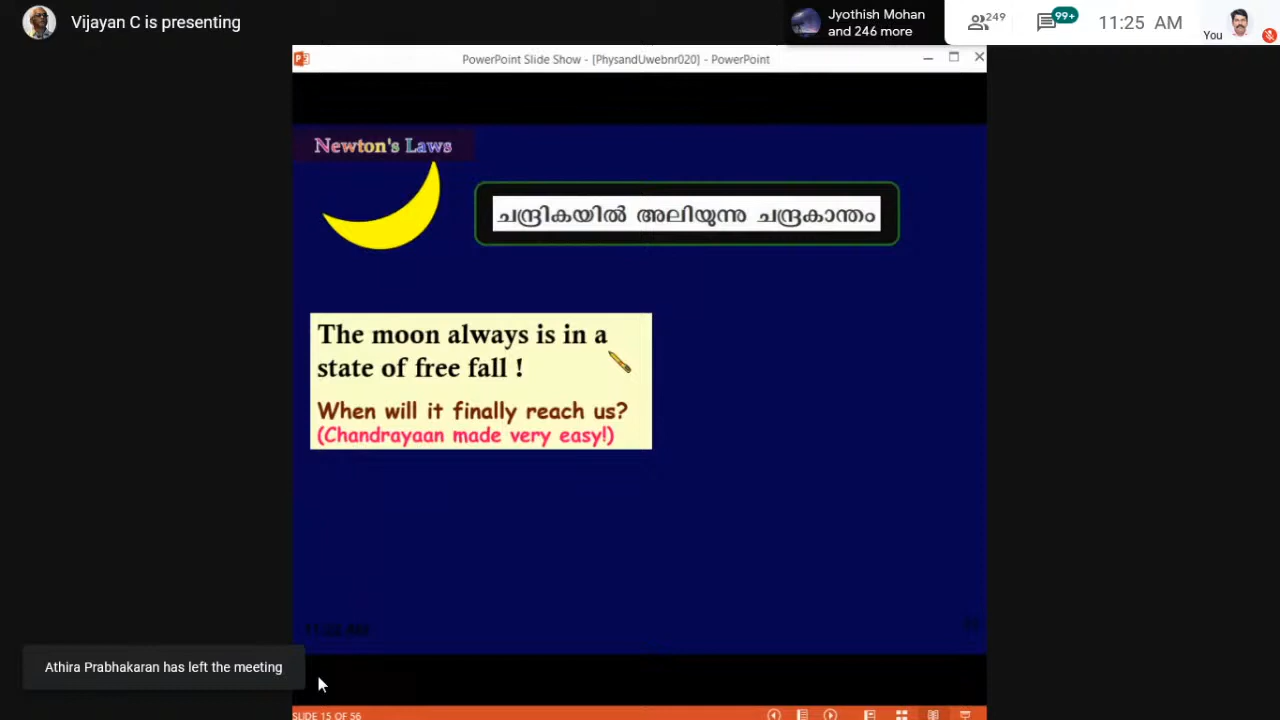 Vijayan C is presenting
Jyothish Mohan
and 246 more
249
99+
11:25 AM
You
PowerPoint Slide Show - [PhysandUwebnr020] - PowerPoint
Newton's Laws
ചന്ദ്രികയിൽ അലിയുന്നു ചന്ദ്രകാന്തം
The moon always is in a
state of free fall !
When will it finally reach us?
(Chandrayaan made very easy!)
Athira Prabhakaran has left the meeting
SLIDE 15 OF 56